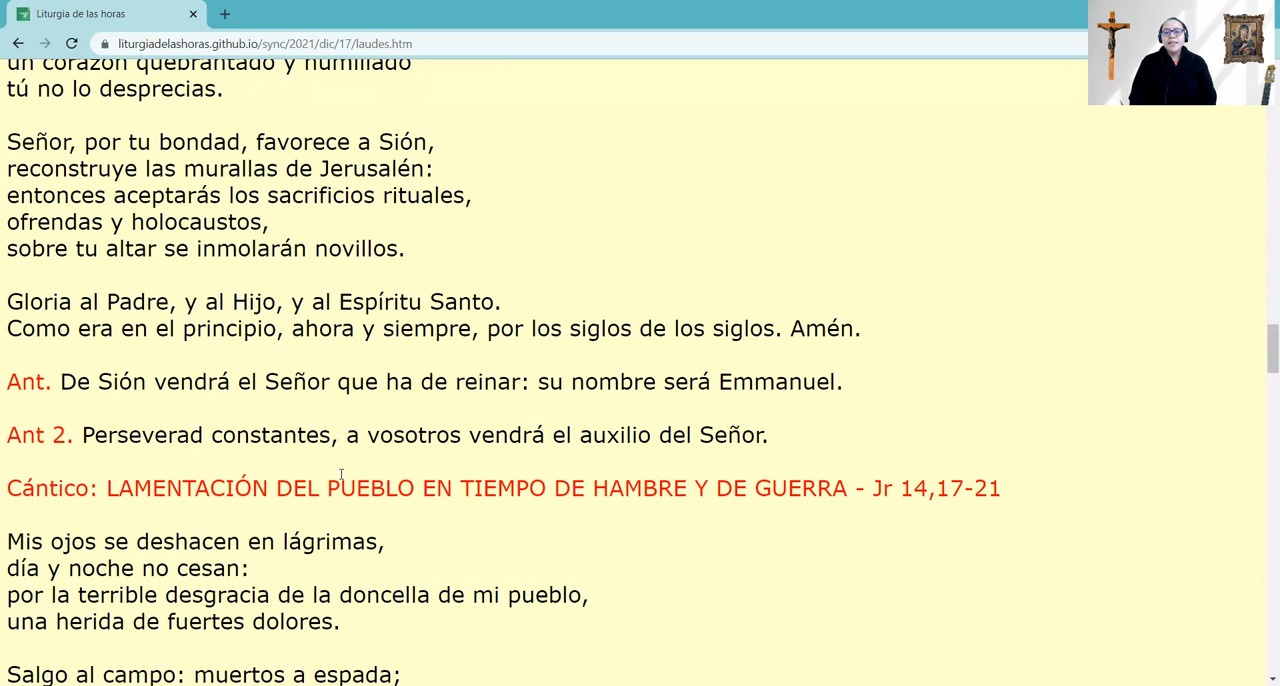 Liturgia de las horas
liturgiadelashoras.github.io/sync/2021/dic/17/laudes.htm
un corazón quebrantado y humillado
tú no lo desprecias.
Señor, por tu bondad, favorece a Sión,
reconstruye las murallas de Jerusalén:
entonces aceptarás los sacrificios rituales,
ofrendas y holocaustos,
sobre tu altar se inmolarán novillos.
Gloria al Padre, y al Hijo, y al Espíritu Santo.
Como era en el principio, ahora y siempre, por los siglos de los siglos. Amén.
Ant. De Sión vendrá el Señor que ha de reinar: su nombre será Emmanuel.
Ant 2. Perseverad constantes, a vosotros vendrá el auxilio del Señor.
Cántico: LAMENTACIÓN DEL PUEBLO EN TIEMPO DE HAMBRE Y DE GUERRA - Jr 14,17-21
Mis ojos se deshacen en lágrimas,
día y noche no cesan:
por la terrible desgracia de la doncella de mi pueblo,
una herida de fuertes dolores.
Salgo al campo: muertos a espada;